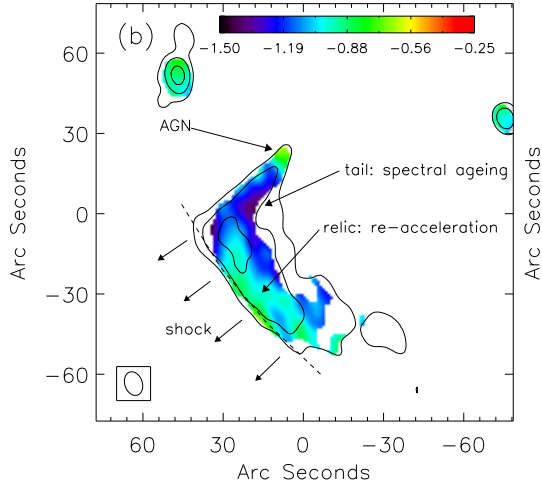 (b)
−1.50 −1.19 −0.88 −0.56 −0.25
60
30
0
−30
−60
Arc Seconds
Arc Seconds
AGN
tail: spectral ageing
relic: re−acceleration
shock
60 30 0 −30 −60
Arc Seconds